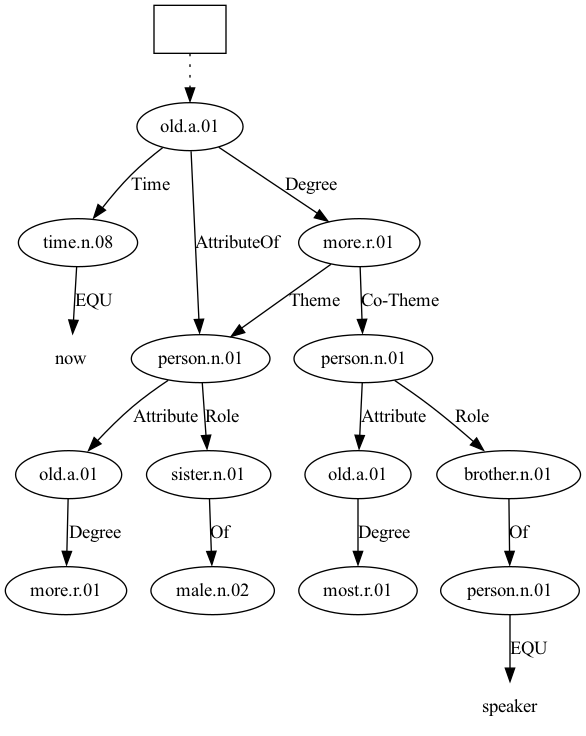 old.a.01
Time
Degree
time.n.08
AttributeOf
more.r.01
EQU
Theme
Co-Theme
now
person.n.01
person.n.01
Attribute
Role
Attribute
Role
old.a.01
sister.n.01
old.a.01
brother.n.01
Degree
Of
Degree
Of
more.r.01
male.n.02
most.r.01
person.n.01
EQU
speaker